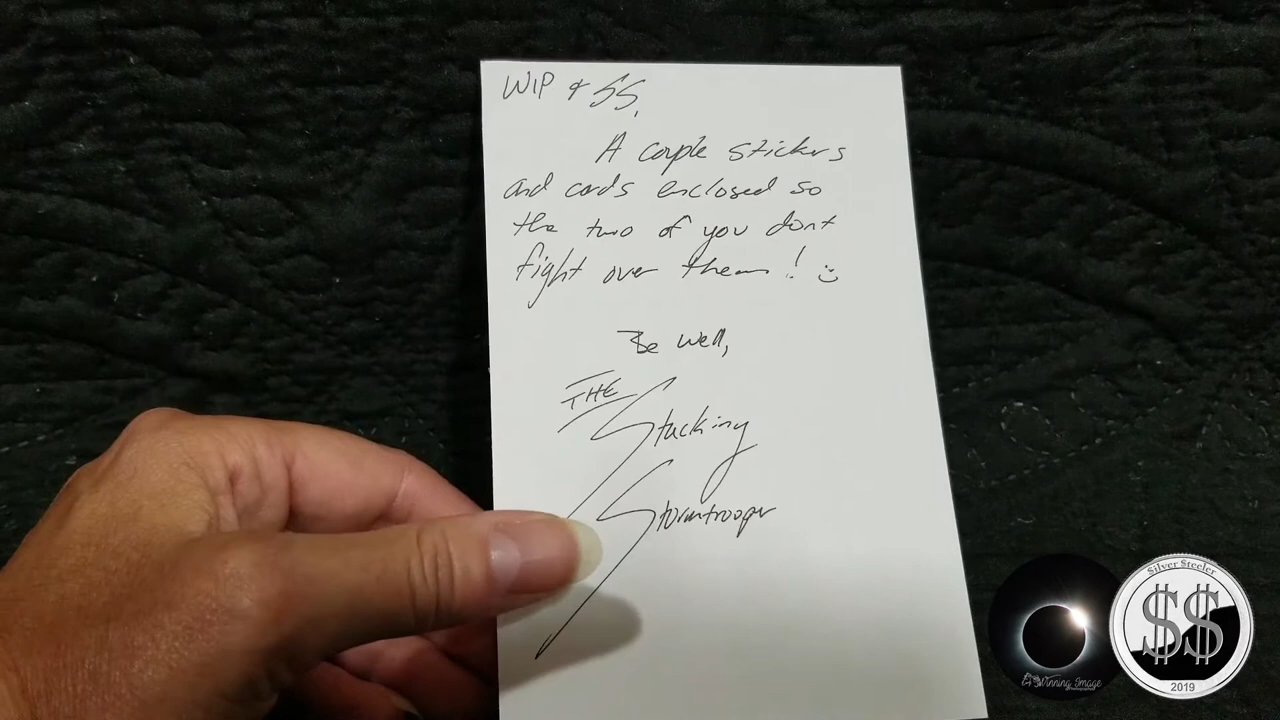 WIP & SS,
A couple stickers
and cards enclosed so
the two of you dont
fight over them! :)
Be well,
THE
Stacking
Stormtrooper
Winning Image
Silver $teeler
$$
2019